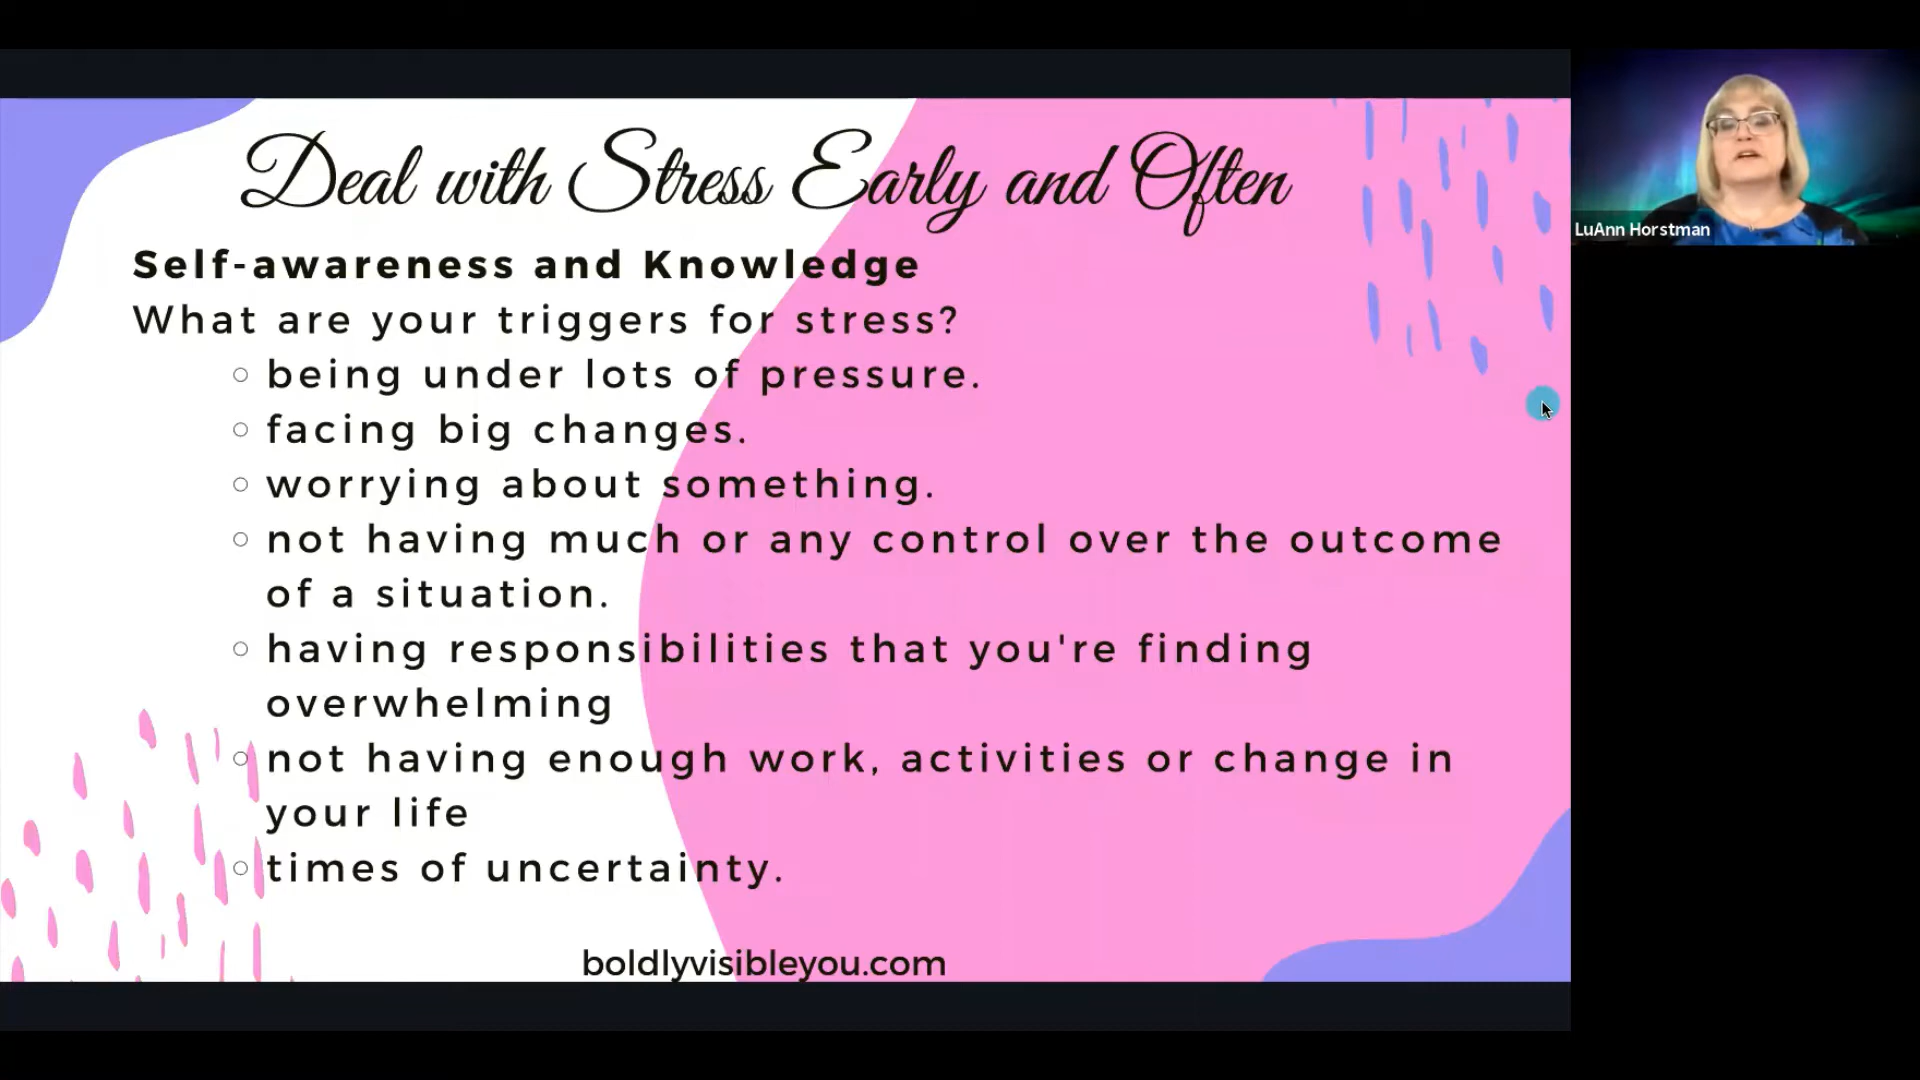 Deal with Stress Early and Often
LuAnn Horstman
Self-awareness and Knowledge
What are your triggers for stress?
being under lots of pressure.
facing big changes.
worrying about something.
not having much or any control over the outcome
of a situation.
having responsibilities that you're finding
overwhelming
not having enough work, activities or change in
your life
times of uncertainty.
boldlyvisibleyou.com